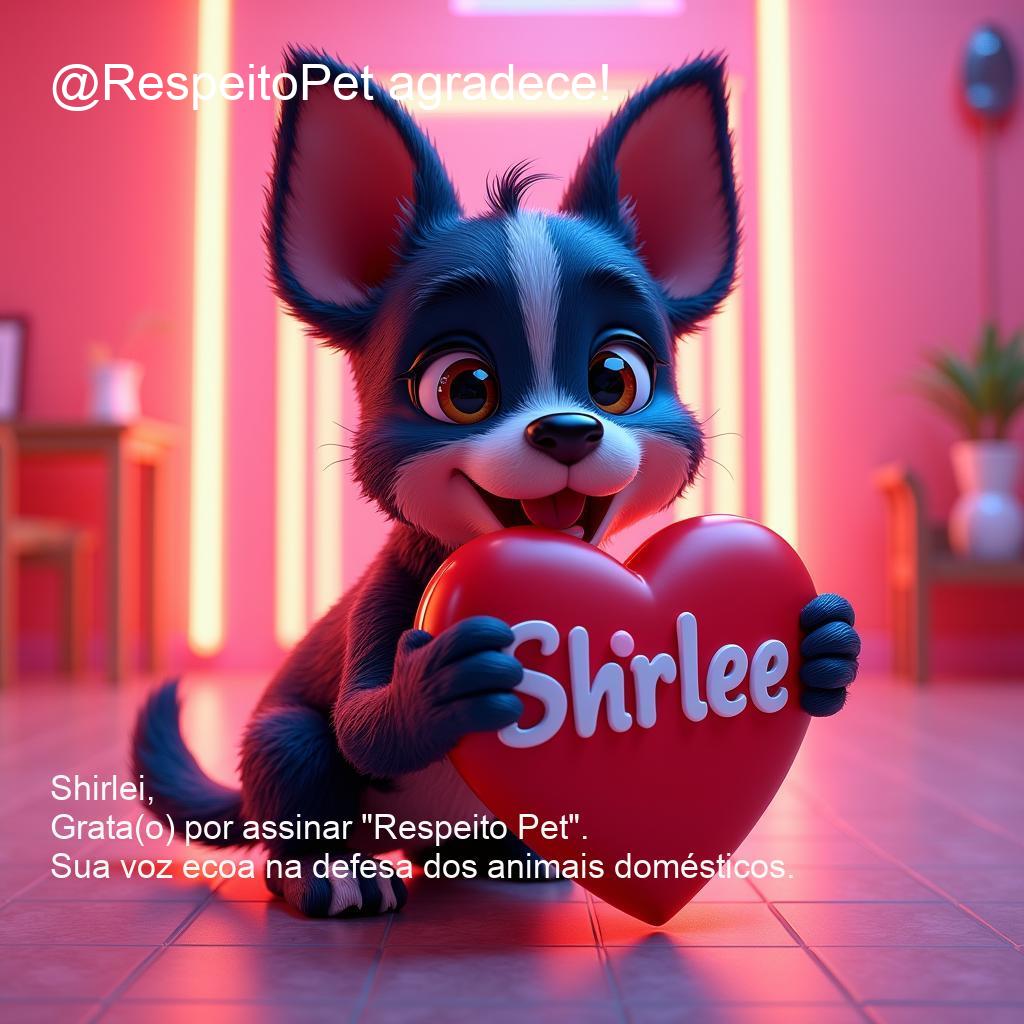 @RespeitoPet agradece!
Shirlee
Shirlei,
Grata(o) por assinar "Respeito Pet".
Sua voz ecoa na defesa dos animais domésticos.